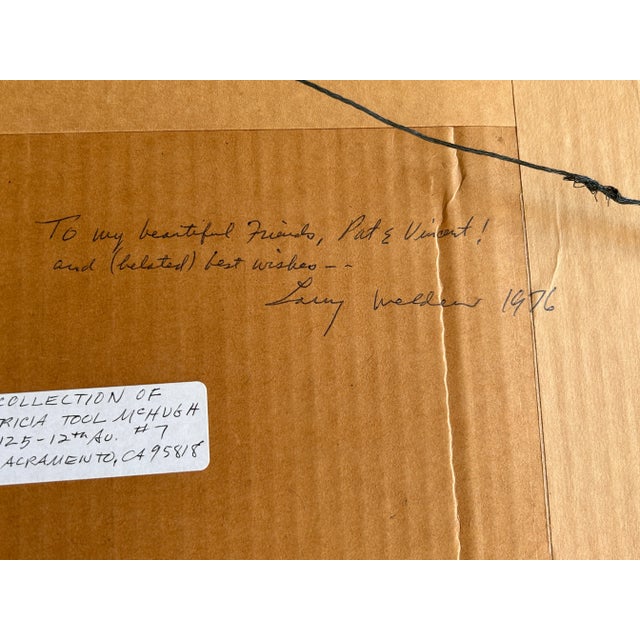 To my beautiful Friends, Pat & Vincent!
and (belated) best wishes--
Larry Welden 1976
COLLECTION OF
RICIA TOOL McHUGH
125-12th AV. #7
ACRAMENTO, CA 95818